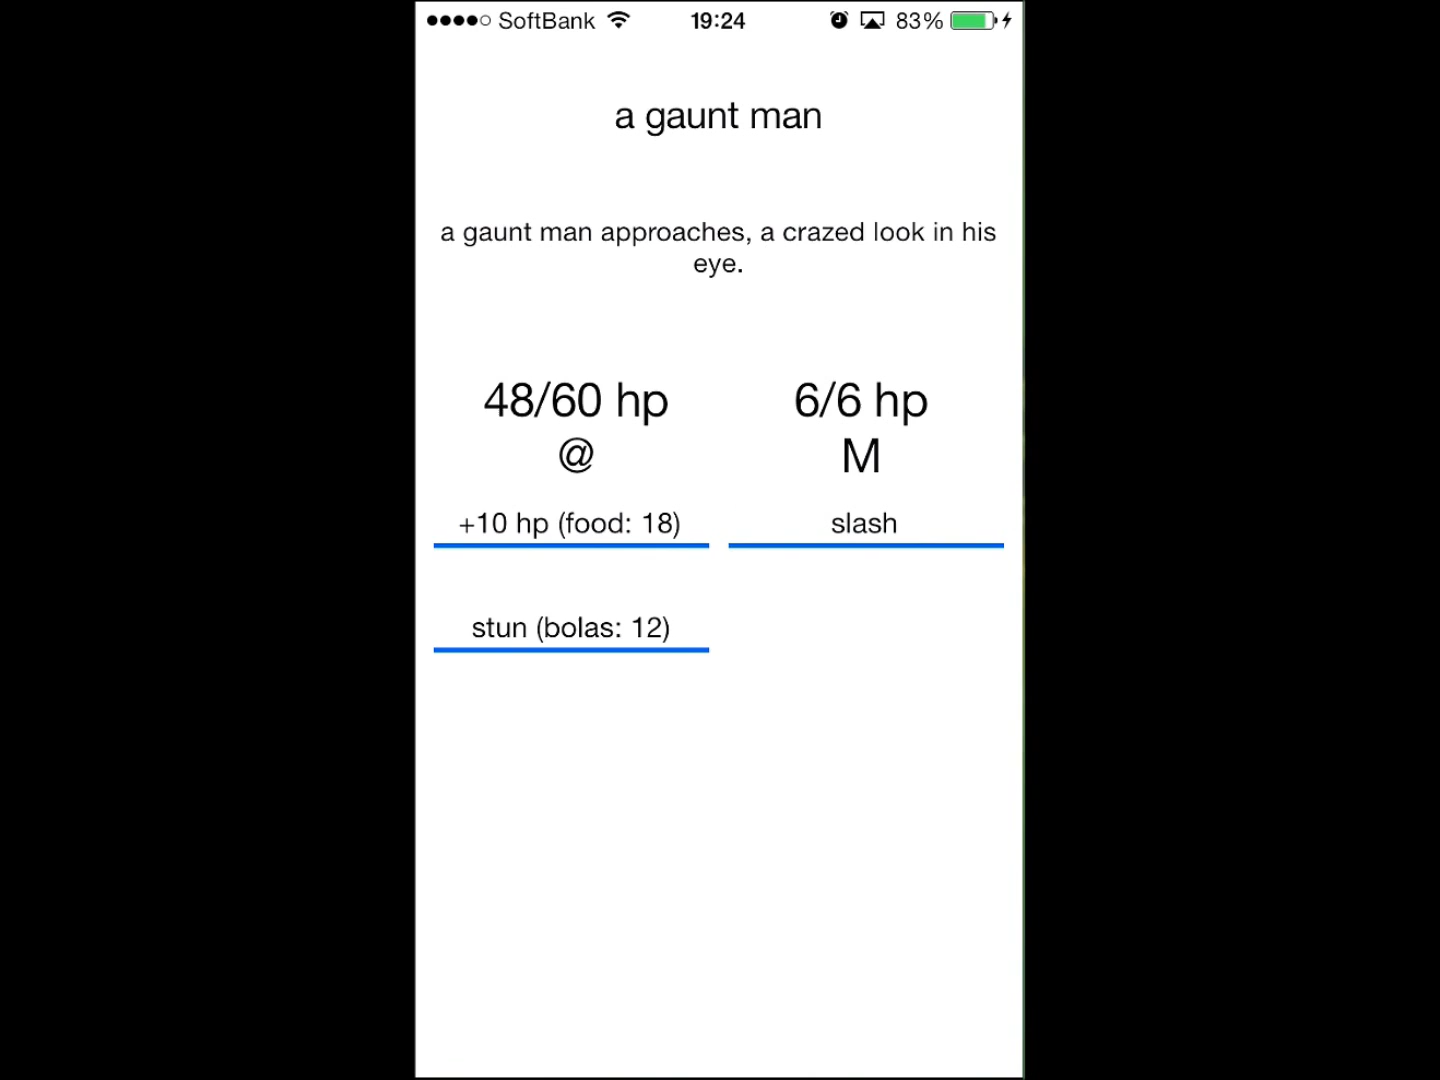 SoftBank 19:24 83%
a gaunt man
a gaunt man approaches, a crazed look in his
eye.
48/60 hp 6/6 hp
@ M
+10 hp (food: 18) slash
stun (bolas: 12)